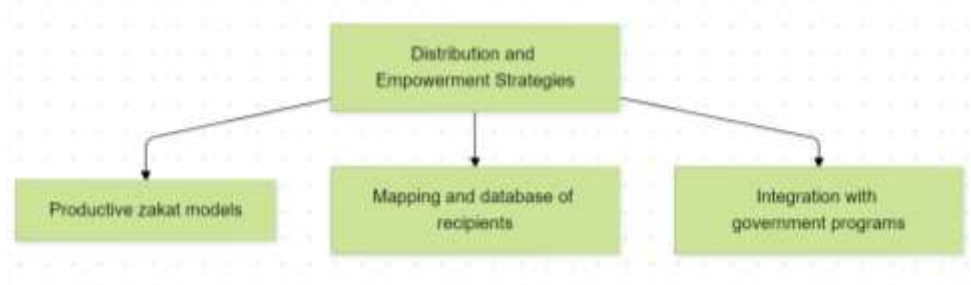 Distribution and
Empowerment Strategies
Productive zakat models
Mapping and database of
recipients
Integration with
government programs